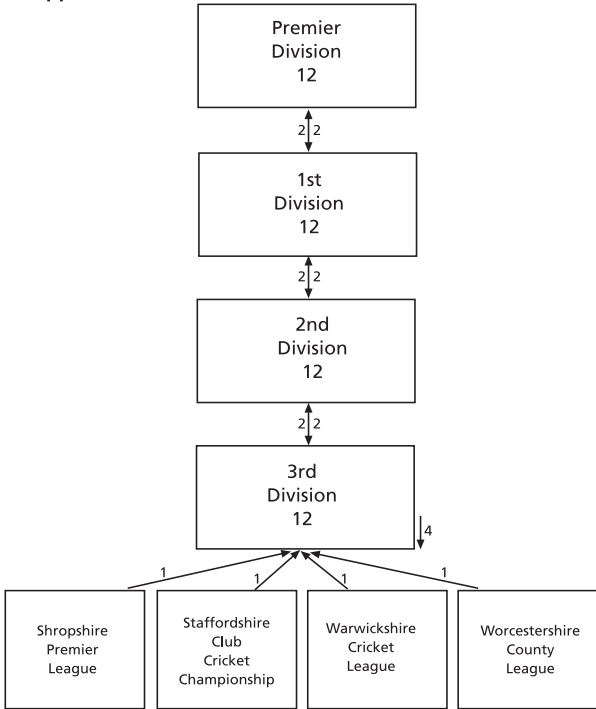 Premier
Division
12
2 2
1st
Division
12
2 2
2nd
Division
12
2 2
3rd
Division
12
4
1
1
1
1
Shropshire
Premier
League
Staffordshire
Club
Cricket
Championship
Warwickshire
Cricket
League
Worcestershire
County
League